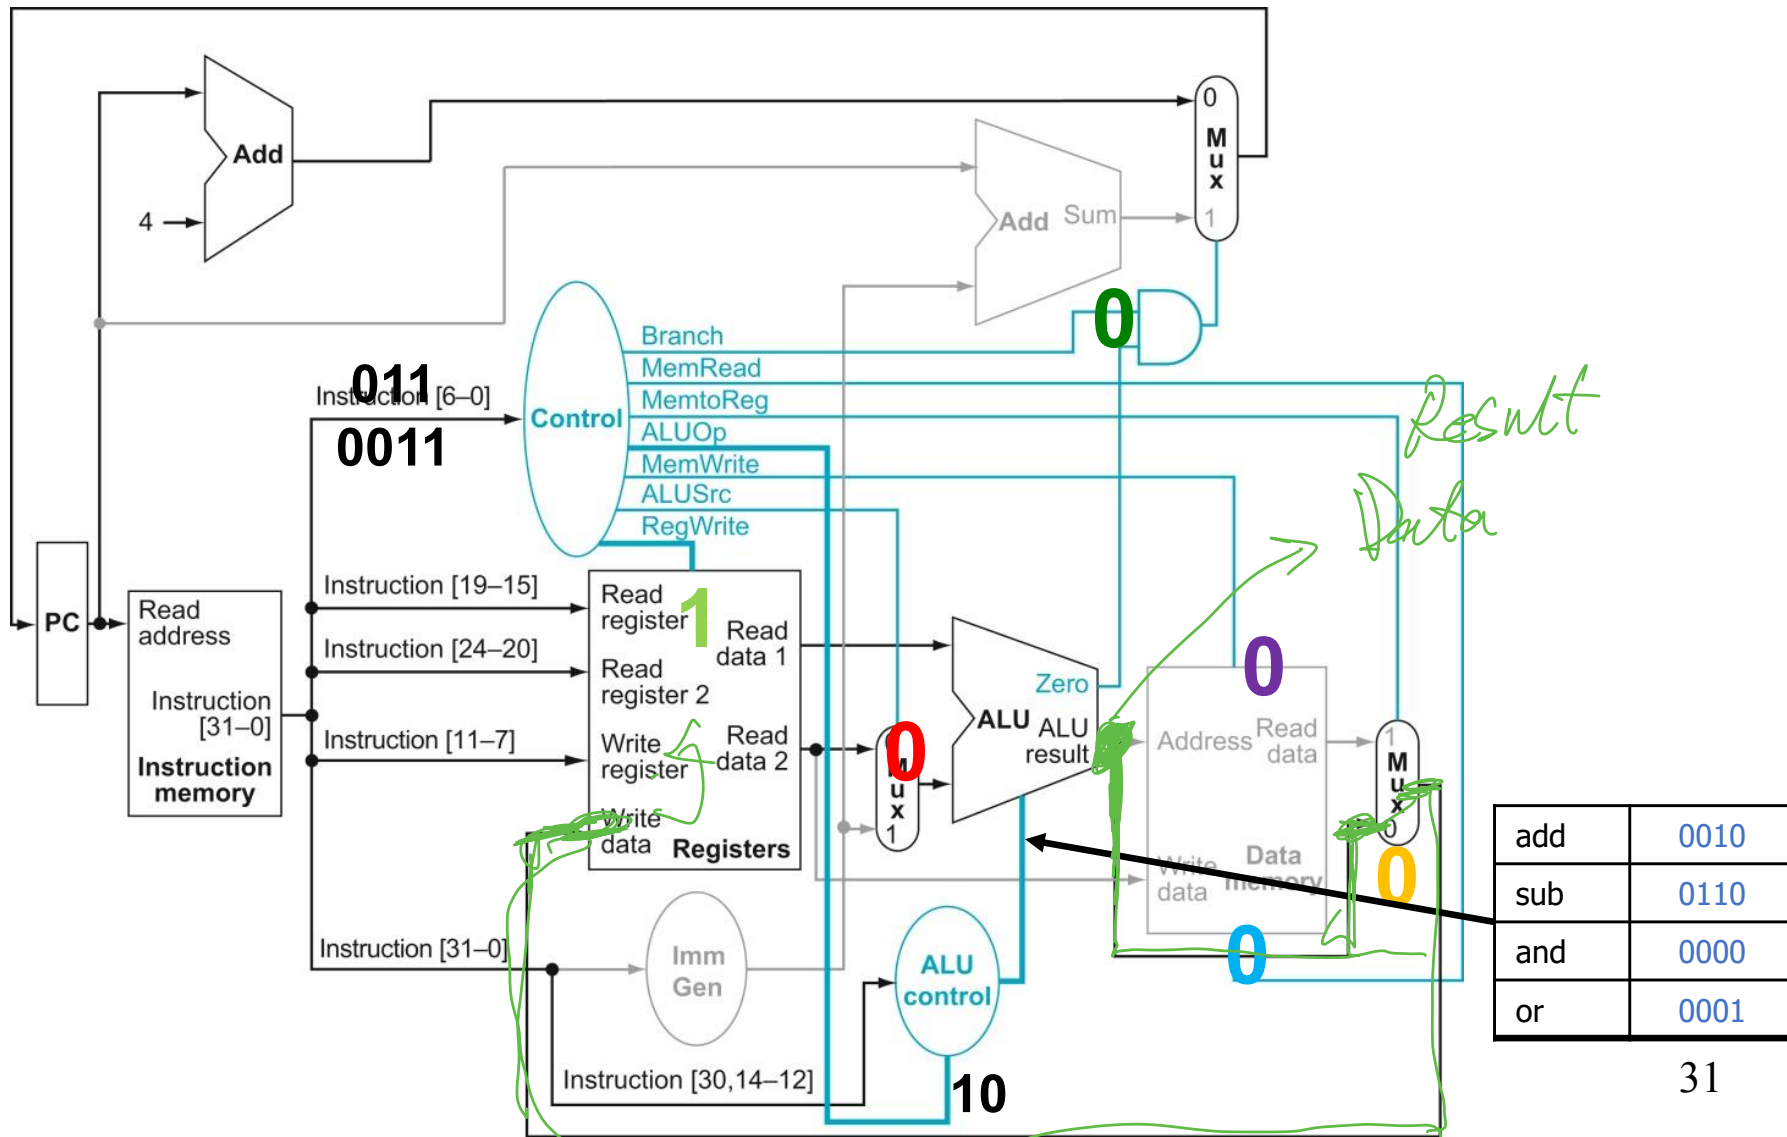 0
M
u
x
1
Add
4
Add Sum
0
Branch
MemRead
MemtoReg
ALUOp
MemWrite
ALUSrc
RegWrite
Control
011
Instruction [6–0]
0011
Result
Data
PC
Read
address
Instruction
[31–0]
Instruction
memory
Instruction [19–15]
Instruction [24–20]
Instruction [11–7]
Instruction [31–0]
Read
register 1
Read
data 1
Read
register 2
Write
register
Read
data 2
Write
data
Registers
0
M
u
x
1
Zero
ALU
ALU
result
0
Address
Read
data
Write
data
Data
memory
0
1
M
u
x
0
0
Imm
Gen
ALU
control
Instruction [30,14–12]
10
add 0010
sub 0110
and 0000
or 0001
31